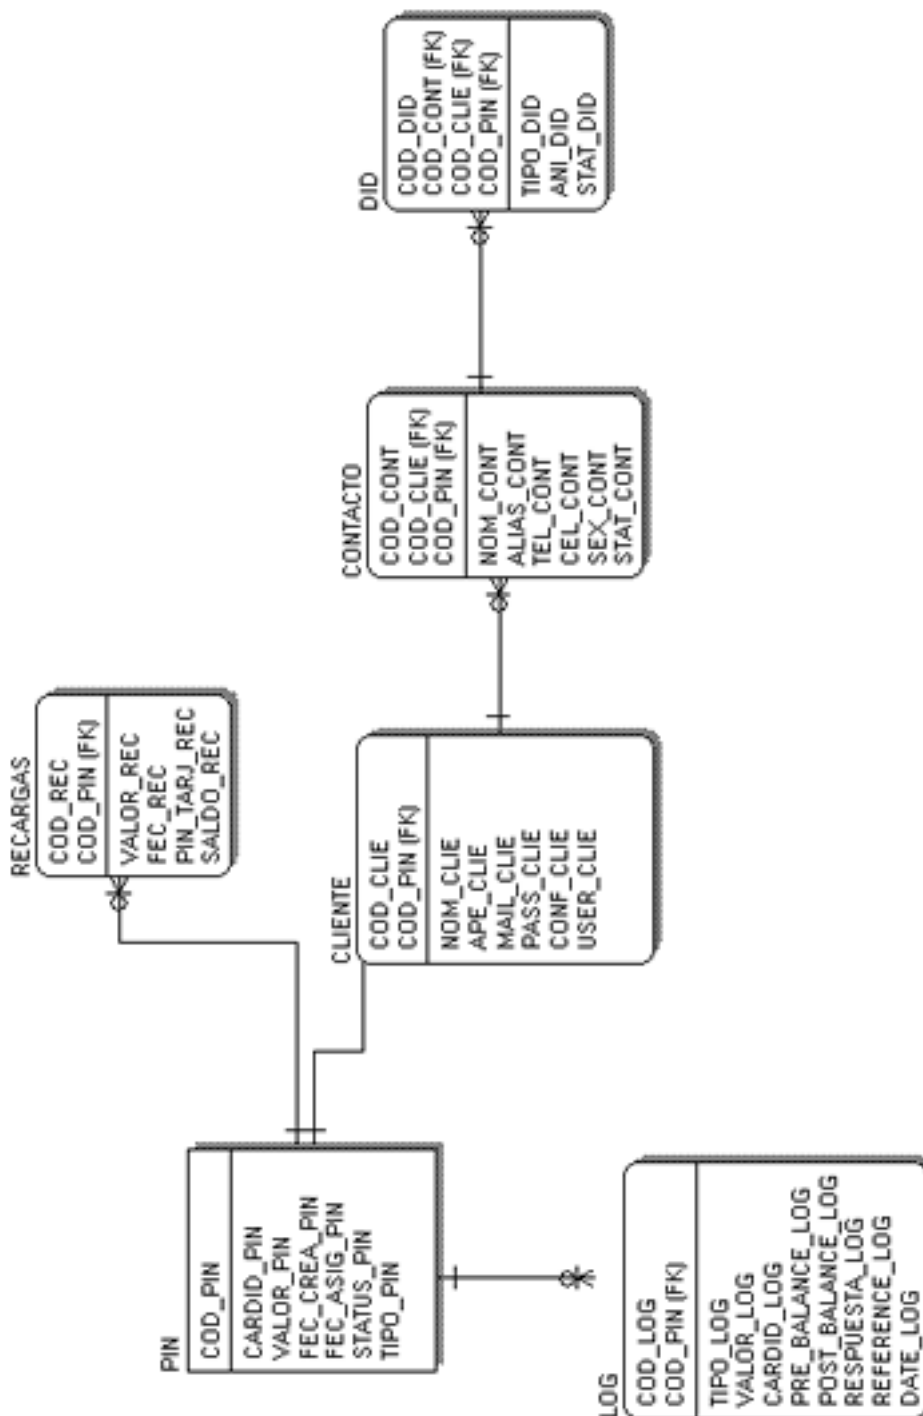 PIN
COD_PIN
CARDID_PIN
VALOR_PIN
FEC_CREA_PIN
FEC_ASIG_PIN
STATUS_PIN
TIPO_PIN
RECARGAS
COD_REC
COD_PIN (FK)
VALOR_REC
FEC_REC
PIN_TARJ_REC
SALDO_REC
CLIENTE
COD_CLIE
COD_PIN (FK)
NOM_CLIE
APE_CLIE
MAIL_CLIE
PASS_CLIE
CONF_CLIE
USER_CLIE
CONTACTO
COD_CONT
COD_CLIE (FK)
COD_PIN (FK)
NOM_CONT
ALIAS_CONT
TEL_CONT
CEL_CONT
SEX_CONT
STAT_CONT
DID
COD_DID
COD_CONT (FK)
COD_CLIE (FK)
COD_PIN (FK)
TIPO_DID
ANI_DID
STAT_DID
LOG
COD_LOG
COD_PIN (FK)
TIPO_LOG
VALOR_LOG
CARDID_LOG
PRE_BALANCE_LOG
POST_BALANCE_LOG
RESPUESTA_LOG
REFERENCE_LOG
DATE_LOG